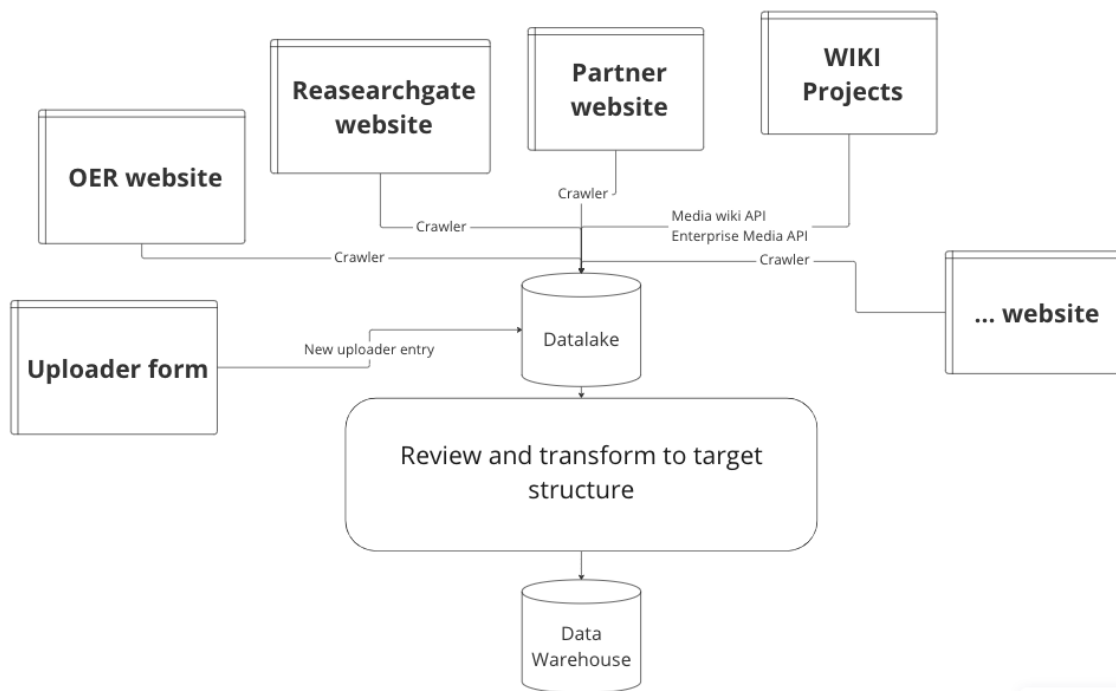 WIKI
Projects
Partner
website
Reasearchgate
website
OER website
Crawler
Media wiki API
Enterprise Media API
Crawler
Crawler
Crawler
... website
Datalake
New uploader entry
Uploader form
Review and transform to target
structure
Data
Warehouse